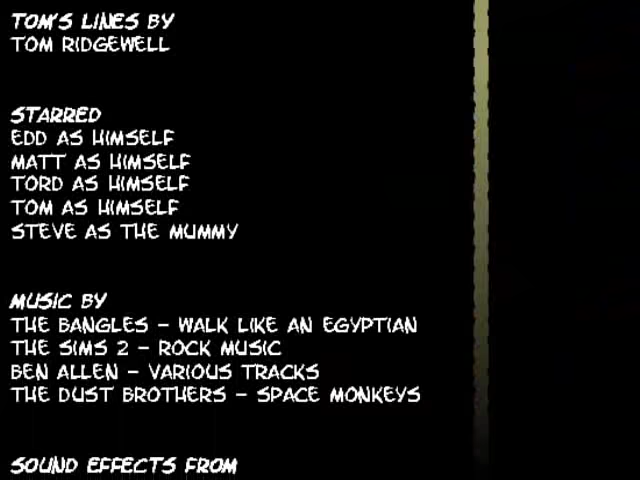 TOM'S LINES BY
TOM RIDGEWELL
STARRED
EDD AS HIMSELF
MATT AS HIMSELF
TORD AS HIMSELF
TOM AS HIMSELF
STEVE AS THE MUMMY
MUSIC BY
THE BANGLES - WALK LIKE AN EGYPTIAN
THE SIMS 2 - ROCK MUSIC
BEN ALLEN - VARIOUS TRACKS
THE DUST BROTHERS - SPACE MONKEYS
SOUND EFFECTS FROM